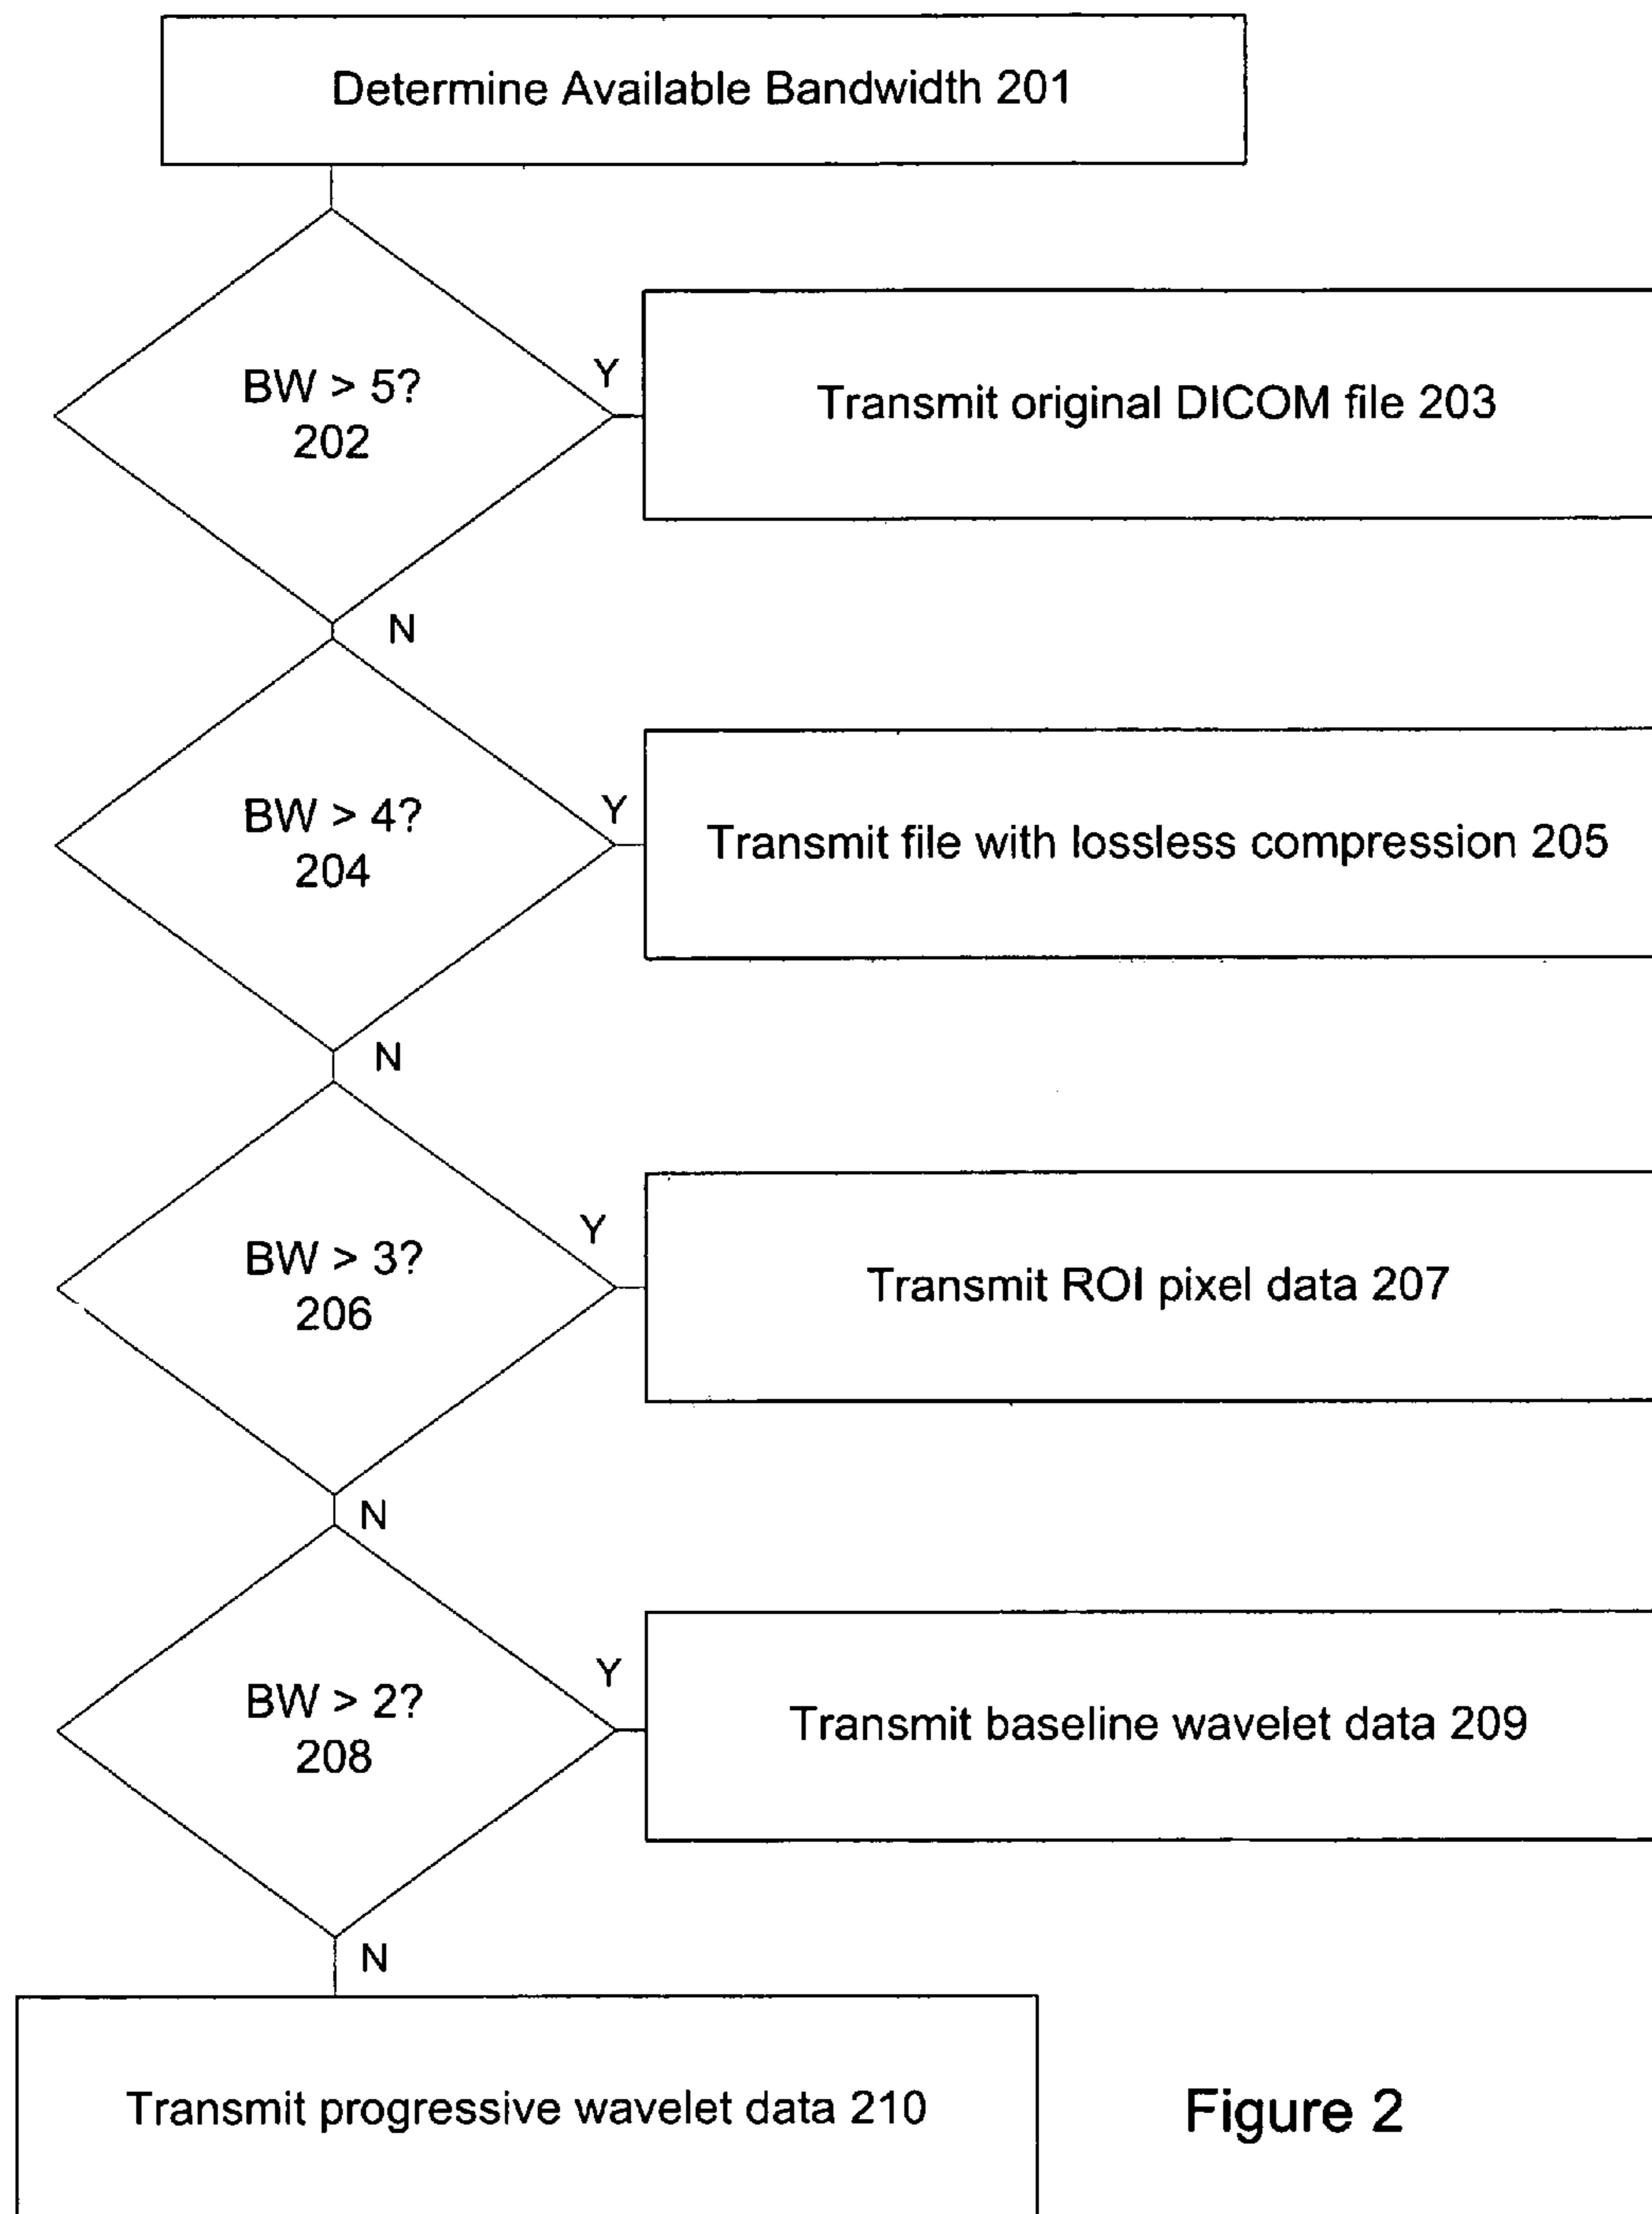 Determine Available Bandwidth 201
BW > 5?
202
Y
Transmit original DICOM file 203
N
BW > 4?
204
Y
Transmit file with lossless compression 205
N
BW > 3?
206
Y
Transmit ROI pixel data 207
N
BW > 2?
208
Y
Transmit baseline wavelet data 209
N
Transmit progressive wavelet data 210
Figure 2